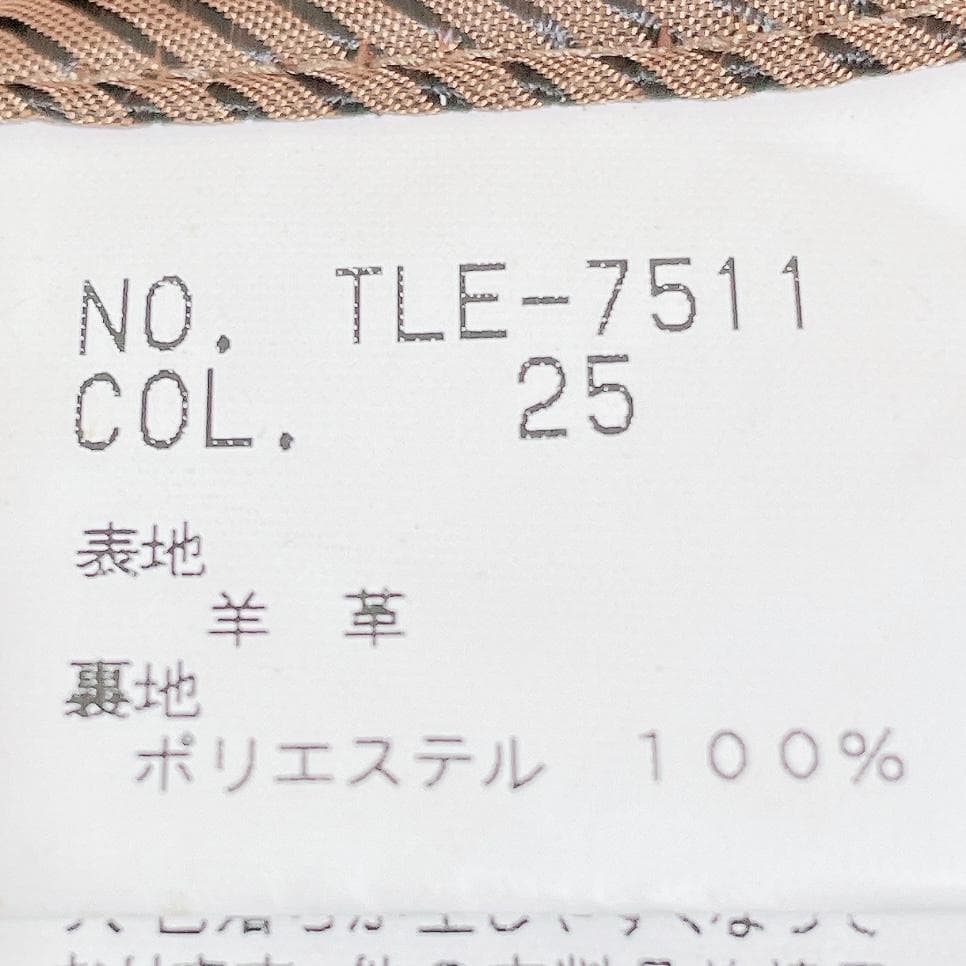 NO. TLE-7511
COL. 25
表地
羊 革
裏地
ポリエステル 100%